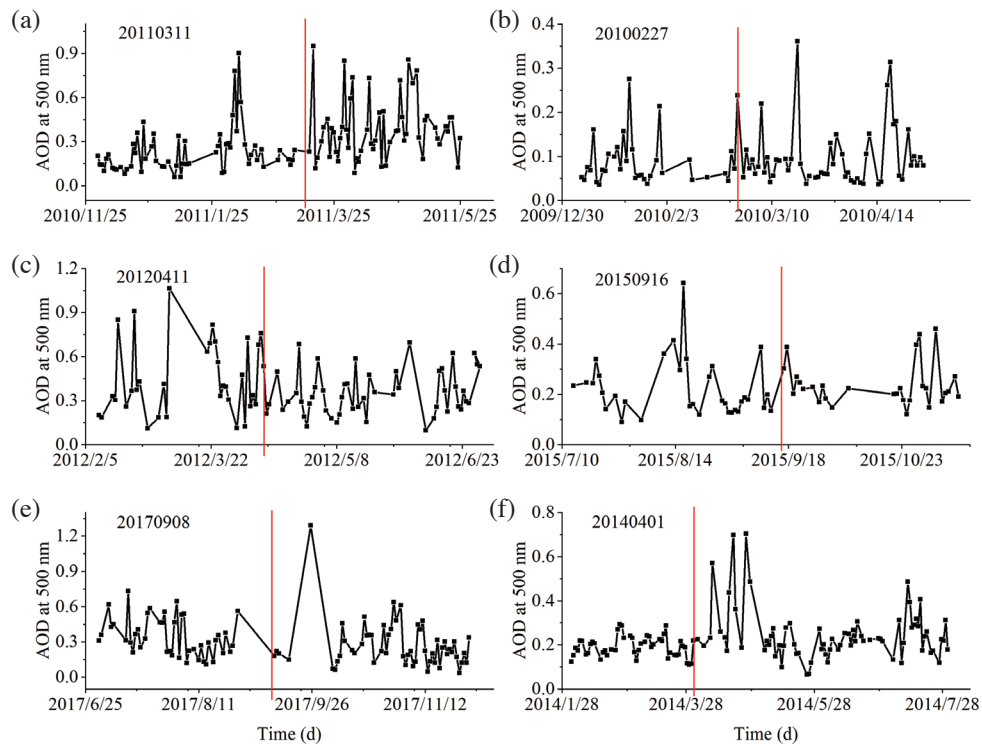 (a)
20110311
AOD at 500 nm
0.9
0.6
0.3
0.0
2010/11/25 2011/1/25 2011/3/25 2011/5/25
(b)
20100227
AOD at 500 nm
0.4
0.3
0.2
0.1
0.0
2009/12/30 2010/2/3 2010/3/10 2010/4/14
(c)
20120411
AOD at 500 nm
1.2
0.9
0.6
0.3
0.0
2012/2/5 2012/3/22 2012/5/8 2012/6/23
(d)
20150916
AOD at 500 nm
0.6
0.4
0.2
0.0
2015/7/10 2015/8/14 2015/9/18 2015/10/23
(e)
20170908
AOD at 500 nm
1.2
0.9
0.6
0.3
0.0
2017/6/25 2017/8/11 2017/9/26 2017/11/12
Time (d)
(f)
20140401
AOD at 500 nm
0.8
0.6
0.4
0.2
0.0
2014/1/28 2014/3/28 2014/5/28 2014/7/28
Time (d)